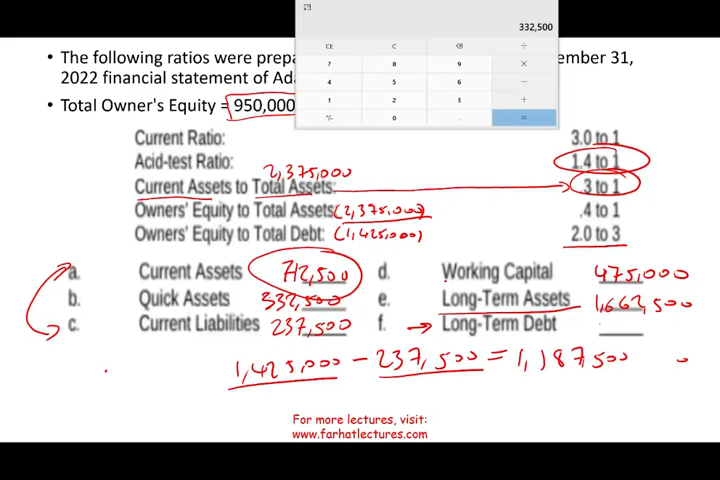 332,500
CE C ⌫ ÷
7 8 9 ×
4 5 6 −
1 2 3 +
+/- 0 . =
• The following ratios were prepa ember 31,
2022 financial statement of Ada
• Total Owner's Equity = 950,000
Current Ratio: 3.0 to 1
Acid-test Ratio: 1.4 to 1
2,375,000
Current Assets to Total Assets: .3 to 1
Owners' Equity to Total Assets (2,375,000) .4 to 1
Owners' Equity to Total Debt: (1,425,000) 2.0 to 3
a. Current Assets 712,500 d. Working Capital 475,000
b. Quick Assets 332,500 e. Long-Term Assets 1,662,500
c. Current Liabilities 237,500 f. → Long-Term Debt
1,425,000 − 237,500 = 1,187,500
For more lectures, visit:
www.farhatlectures.com